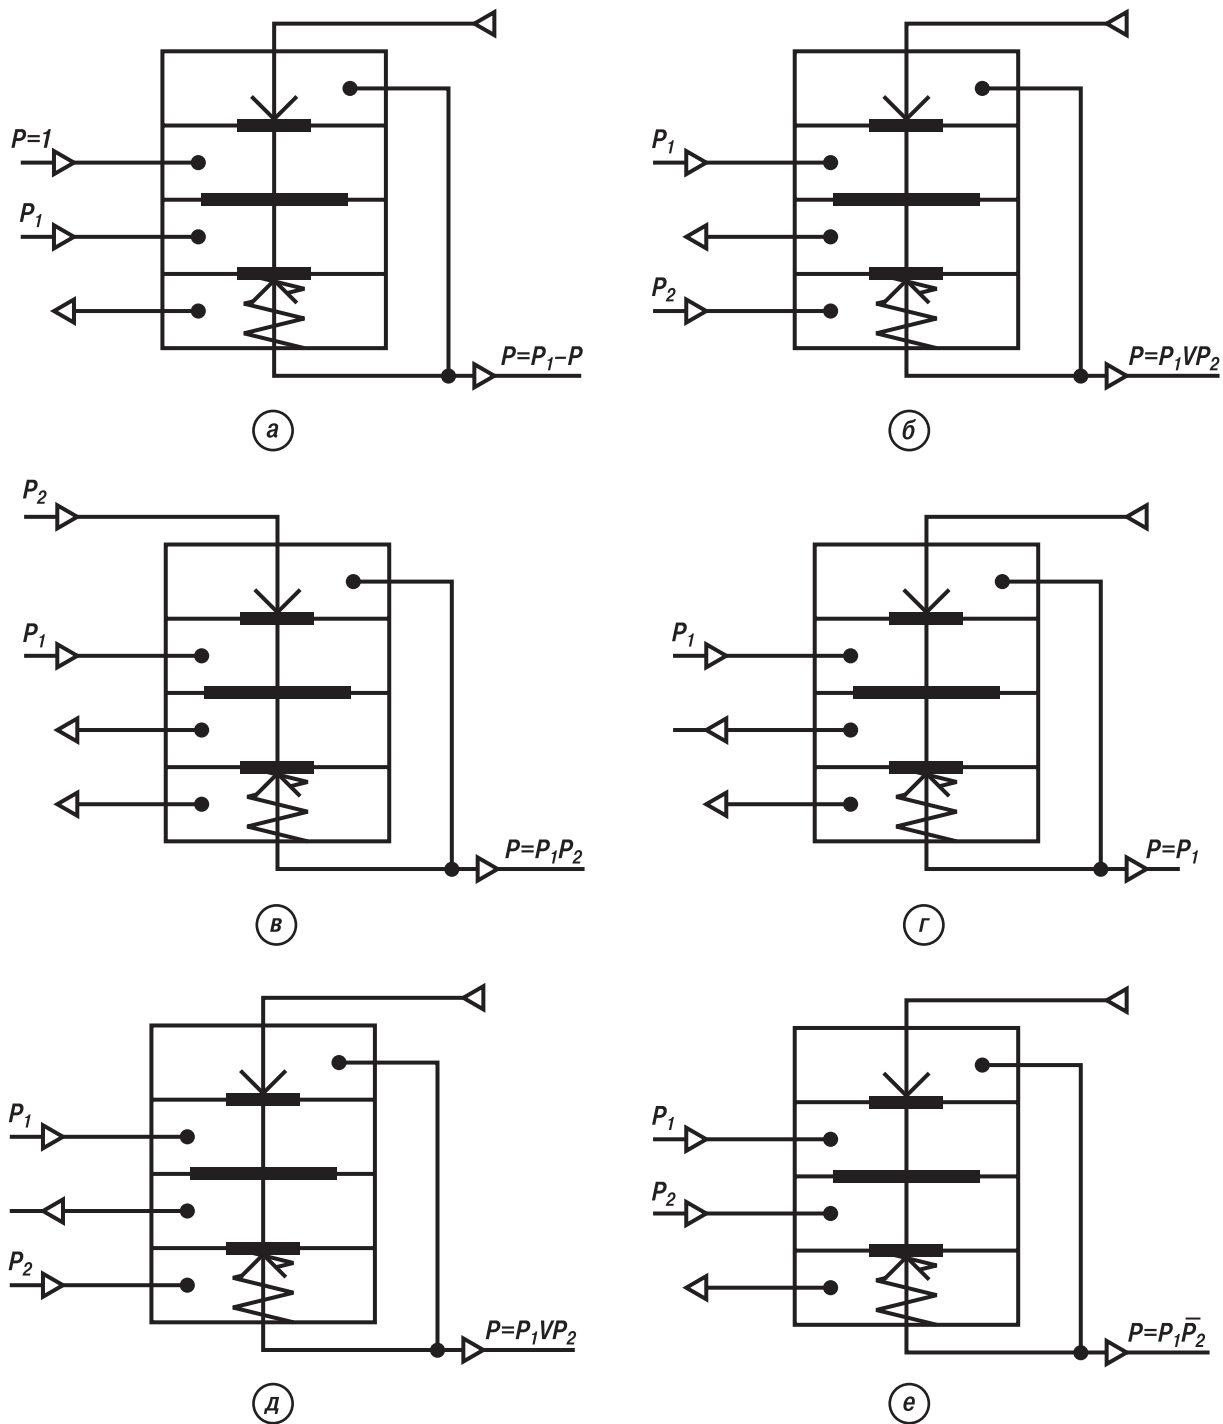 P=1
P₁
P=P₁–P
а
P₁
P₂
P=P₁VP₂
б
P₂
P₁
P=P₁P₂
в
P₁
P=P₁
г
P₁
P₂
P=P₁VP₂
д
P₁
P₂
P=P₁P̅₂
е